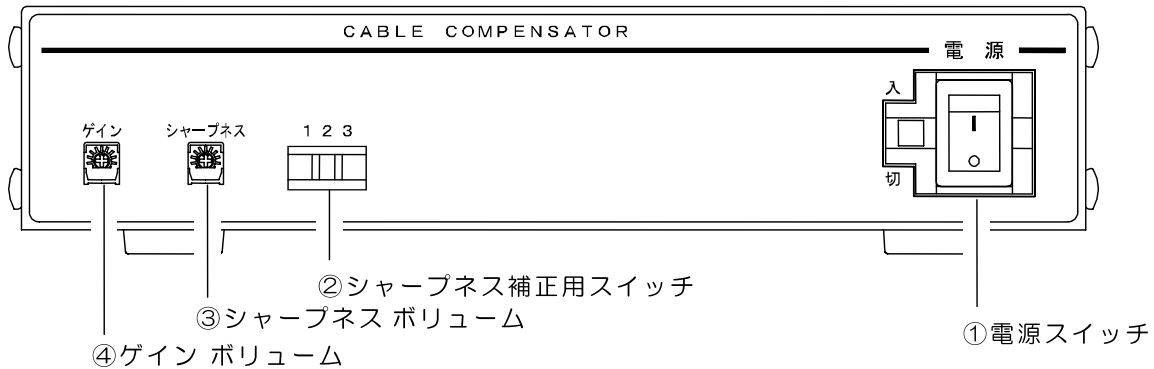 CABLE COMPENSATOR
電 源
入
ゲイン シャープネス 1 2 3
切
②シャープネス補正用スイッチ
③シャープネス ボリューム
①電源スイッチ
④ゲイン ボリューム